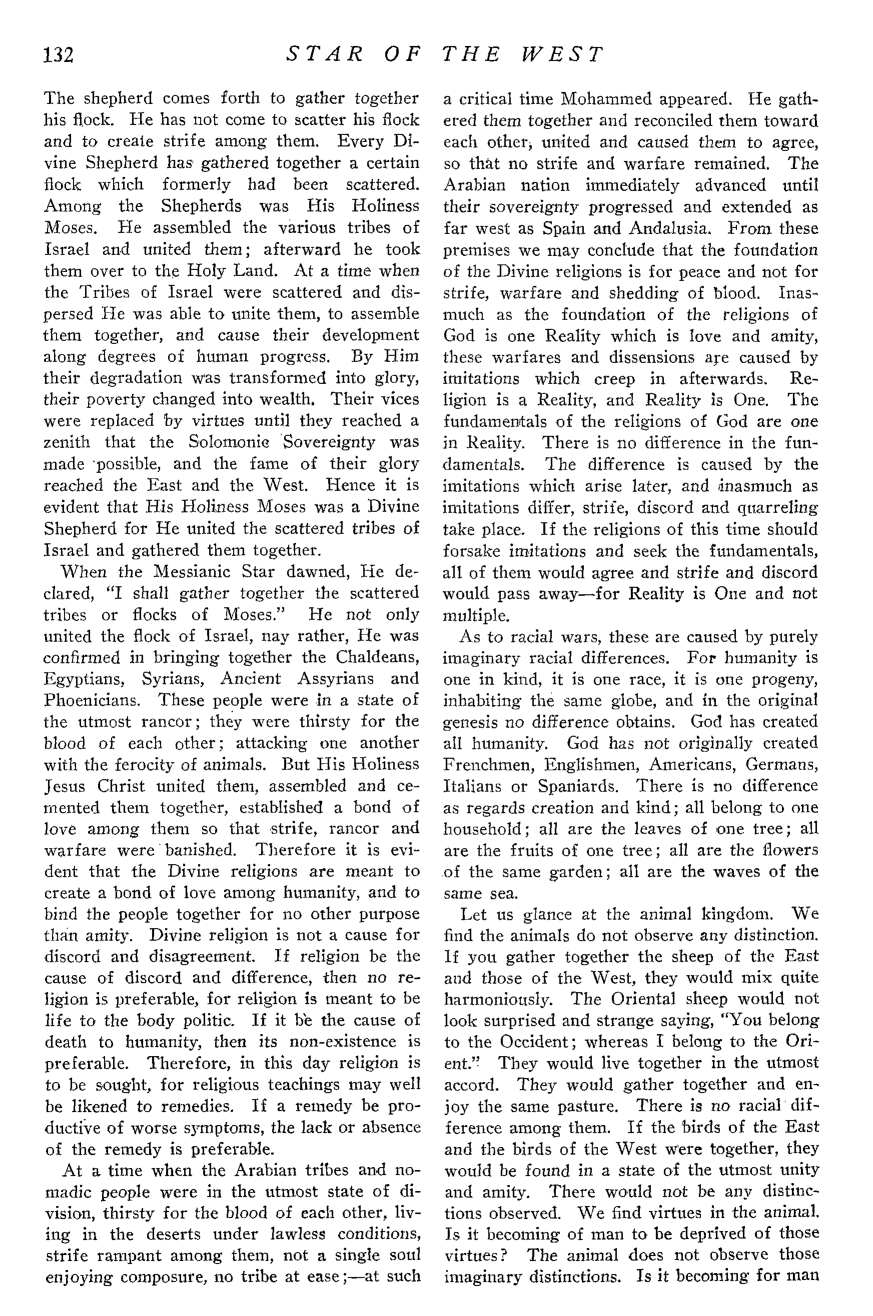 132 STAR OF THE WEST
The shepherd comes forth to gather together
his flock. He has not come to scatter his flock
and to create strife among them. Every Di-
vine Shepherd has gathered together a certain
flock which formerly had been scattered.
Among the Shepherds was His Holiness
Moses. He assembled the various tribes of
Israel and united them; afterward he took
them over to the Holy Land. At a time when
the Tribes of Israel were scattered and dis-
persed He was able to unite them, to assemble
them together, and cause their development
along degrees of human progress. By Him
their degradation was transformed into glory,
their poverty changed into wealth. Their vices
were replaced by virtues until they reached a
zenith that the Solomonic Sovereignty was
made possible, and the fame of their glory
reached the East and the West. Hence it is
evident that His Holiness Moses was a Divine
Shepherd for He united the scattered tribes of
Israel and gathered them together.
When the Messianic Star dawned, He de-
clared, "I shall gather together the scattered
tribes or flocks of Moses." He not only
united the flock of Israel, nay rather, He was
confirmed in bringing together the Chaldeans,
Egyptians, Syrians, Ancient Assyrians and
Phoenicians. These people were in a state of
the utmost rancor; they were thirsty for the
blood of each other; attacking one another
with the ferocity of animals. But His Holiness
Jesus Christ united them, assembled and ce-
mented them together, established a bond of
love among them so that strife, rancor and
warfare were banished. Therefore it is evi-
dent that the Divine religions are meant to
create a bond of love among humanity, and to
bind the people together for no other purpose
than amity. Divine religion is not a cause for
discord and disagreement. If religion be the
cause of discord and difference, then no re-
ligion is preferable, for religion is meant to be
life to the body politic. If it be the cause of
death to humanity, then its non-existence is
preferable. Therefore, in this day religion is
to be sought, for religious teachings may well
be likened to remedies. If a remedy be pro-
ductive of worse symptoms, the lack or absence
of the remedy is preferable.
At a time when the Arabian tribes and no-
madic people were in the utmost state of di-
vision, thirsty for the blood of each other, liv-
ing in the deserts under lawless conditions,
strife rampant among them, not a single soul
enjoying composure, no tribe at ease;—at such
a critical time Mohammed appeared. He gath-
ered them together and reconciled them toward
each other, united and caused them to agree,
so that no strife and warfare remained. The
Arabian nation immediately advanced until
their sovereignty progressed and extended as
far west as Spain and Andalusia. From these
premises we may conclude that the foundation
of the Divine religions is for peace and not for
strife, warfare and shedding of blood. Inas-
much as the foundation of the religions of
God is one Reality which is love and amity,
these warfares and dissensions are caused by
imitations which creep in afterwards. Re-
ligion is a Reality, and Reality is One. The
fundamentals of the religions of God are one
in Reality. There is no difference in the fun-
damentals. The difference is caused by the
imitations which arise later, and inasmuch as
imitations differ, strife, discord and quarreling
take place. If the religions of this time should
forsake imitations and seek the fundamentals,
all of them would agree and strife and discord
would pass away—for Reality is One and not
multiple.
As to racial wars, these are caused by purely
imaginary racial differences. For humanity is
one in kind, it is one race, it is one progeny,
inhabiting the same globe, and in the original
genesis no difference obtains. God has created
all humanity. God has not originally created
Frenchmen, Englishmen, Americans, Germans,
Italians or Spaniards. There is no difference
as regards creation and kind; all belong to one
household; all are the leaves of one tree; all
are the fruits of one tree; all are the flowers
of the same garden; all are the waves of the
same sea.
Let us glance at the animal kingdom. We
find the animals do not observe any distinction.
If you gather together the sheep of the East
and those of the West, they would mix quite
harmoniously. The Oriental sheep would not
look surprised and strange saying, "You belong
to the Occident; whereas I belong to the Ori-
ent." They would live together in the utmost
accord. They would gather together and en-
joy the same pasture. There is no racial dif-
ference among them. If the birds of the East
and the birds of the West were together, they
would be found in a state of the utmost unity
and amity. There would not be any distinc-
tions observed. We find virtues in the animal.
Is it becoming of man to be deprived of those
virtues? The animal does not observe those
imaginary distinctions. Is it becoming for man